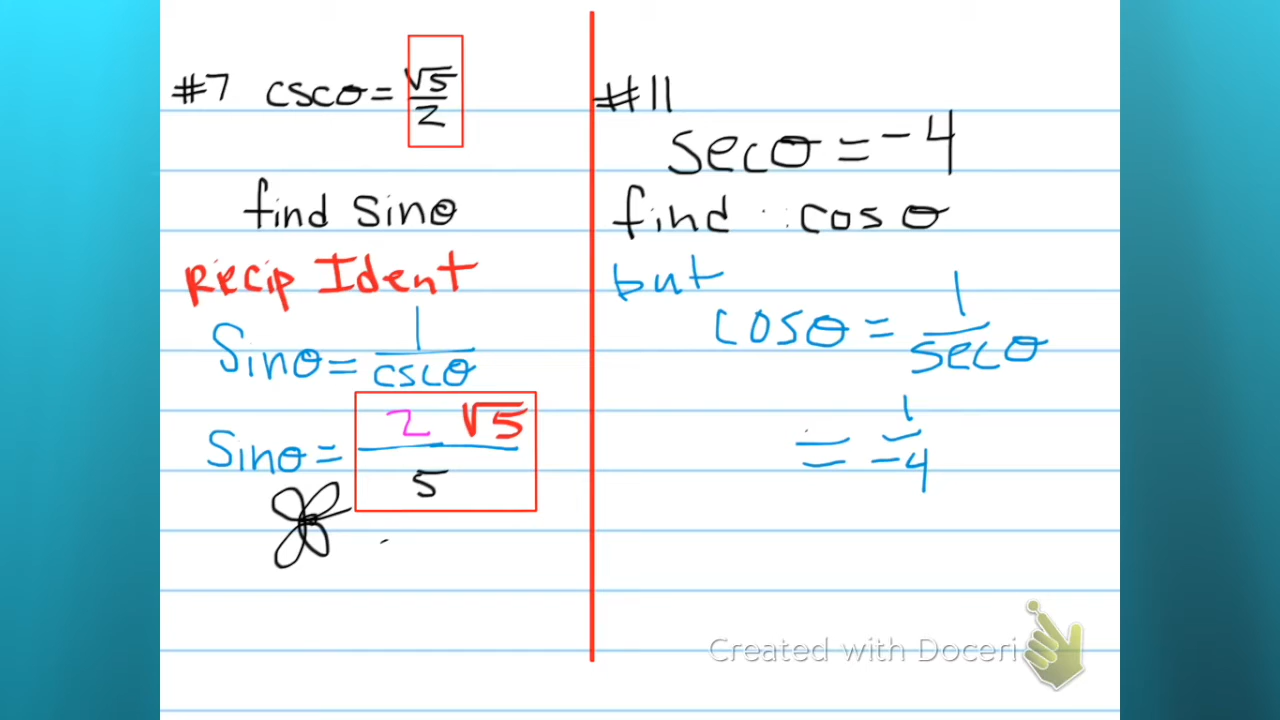 #7 cscθ = √5/2
find sinθ
Recip Ident
Sinθ = 1/cscθ
Sinθ = 2√5/5
#11
secθ = -4
find cosθ
but
cosθ = 1/secθ
= 1/-4
Created with Doceri